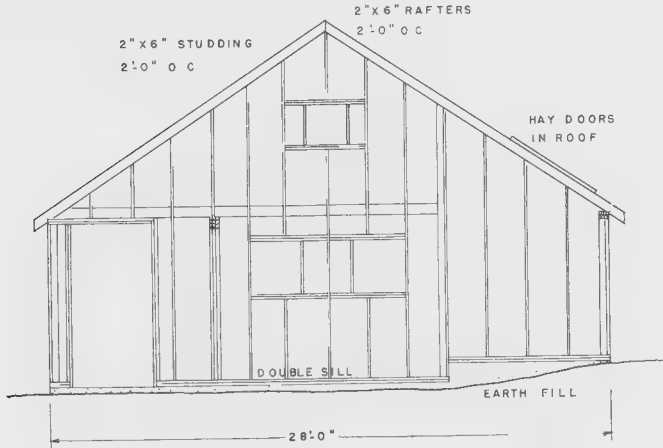 2"X6" STUDDING
2'-0" O C
2"X6" RAFTERS
2'-0" O C
HAY DOORS
IN ROOF
DOUBLE SILL
EARTH FILL
28'-0"